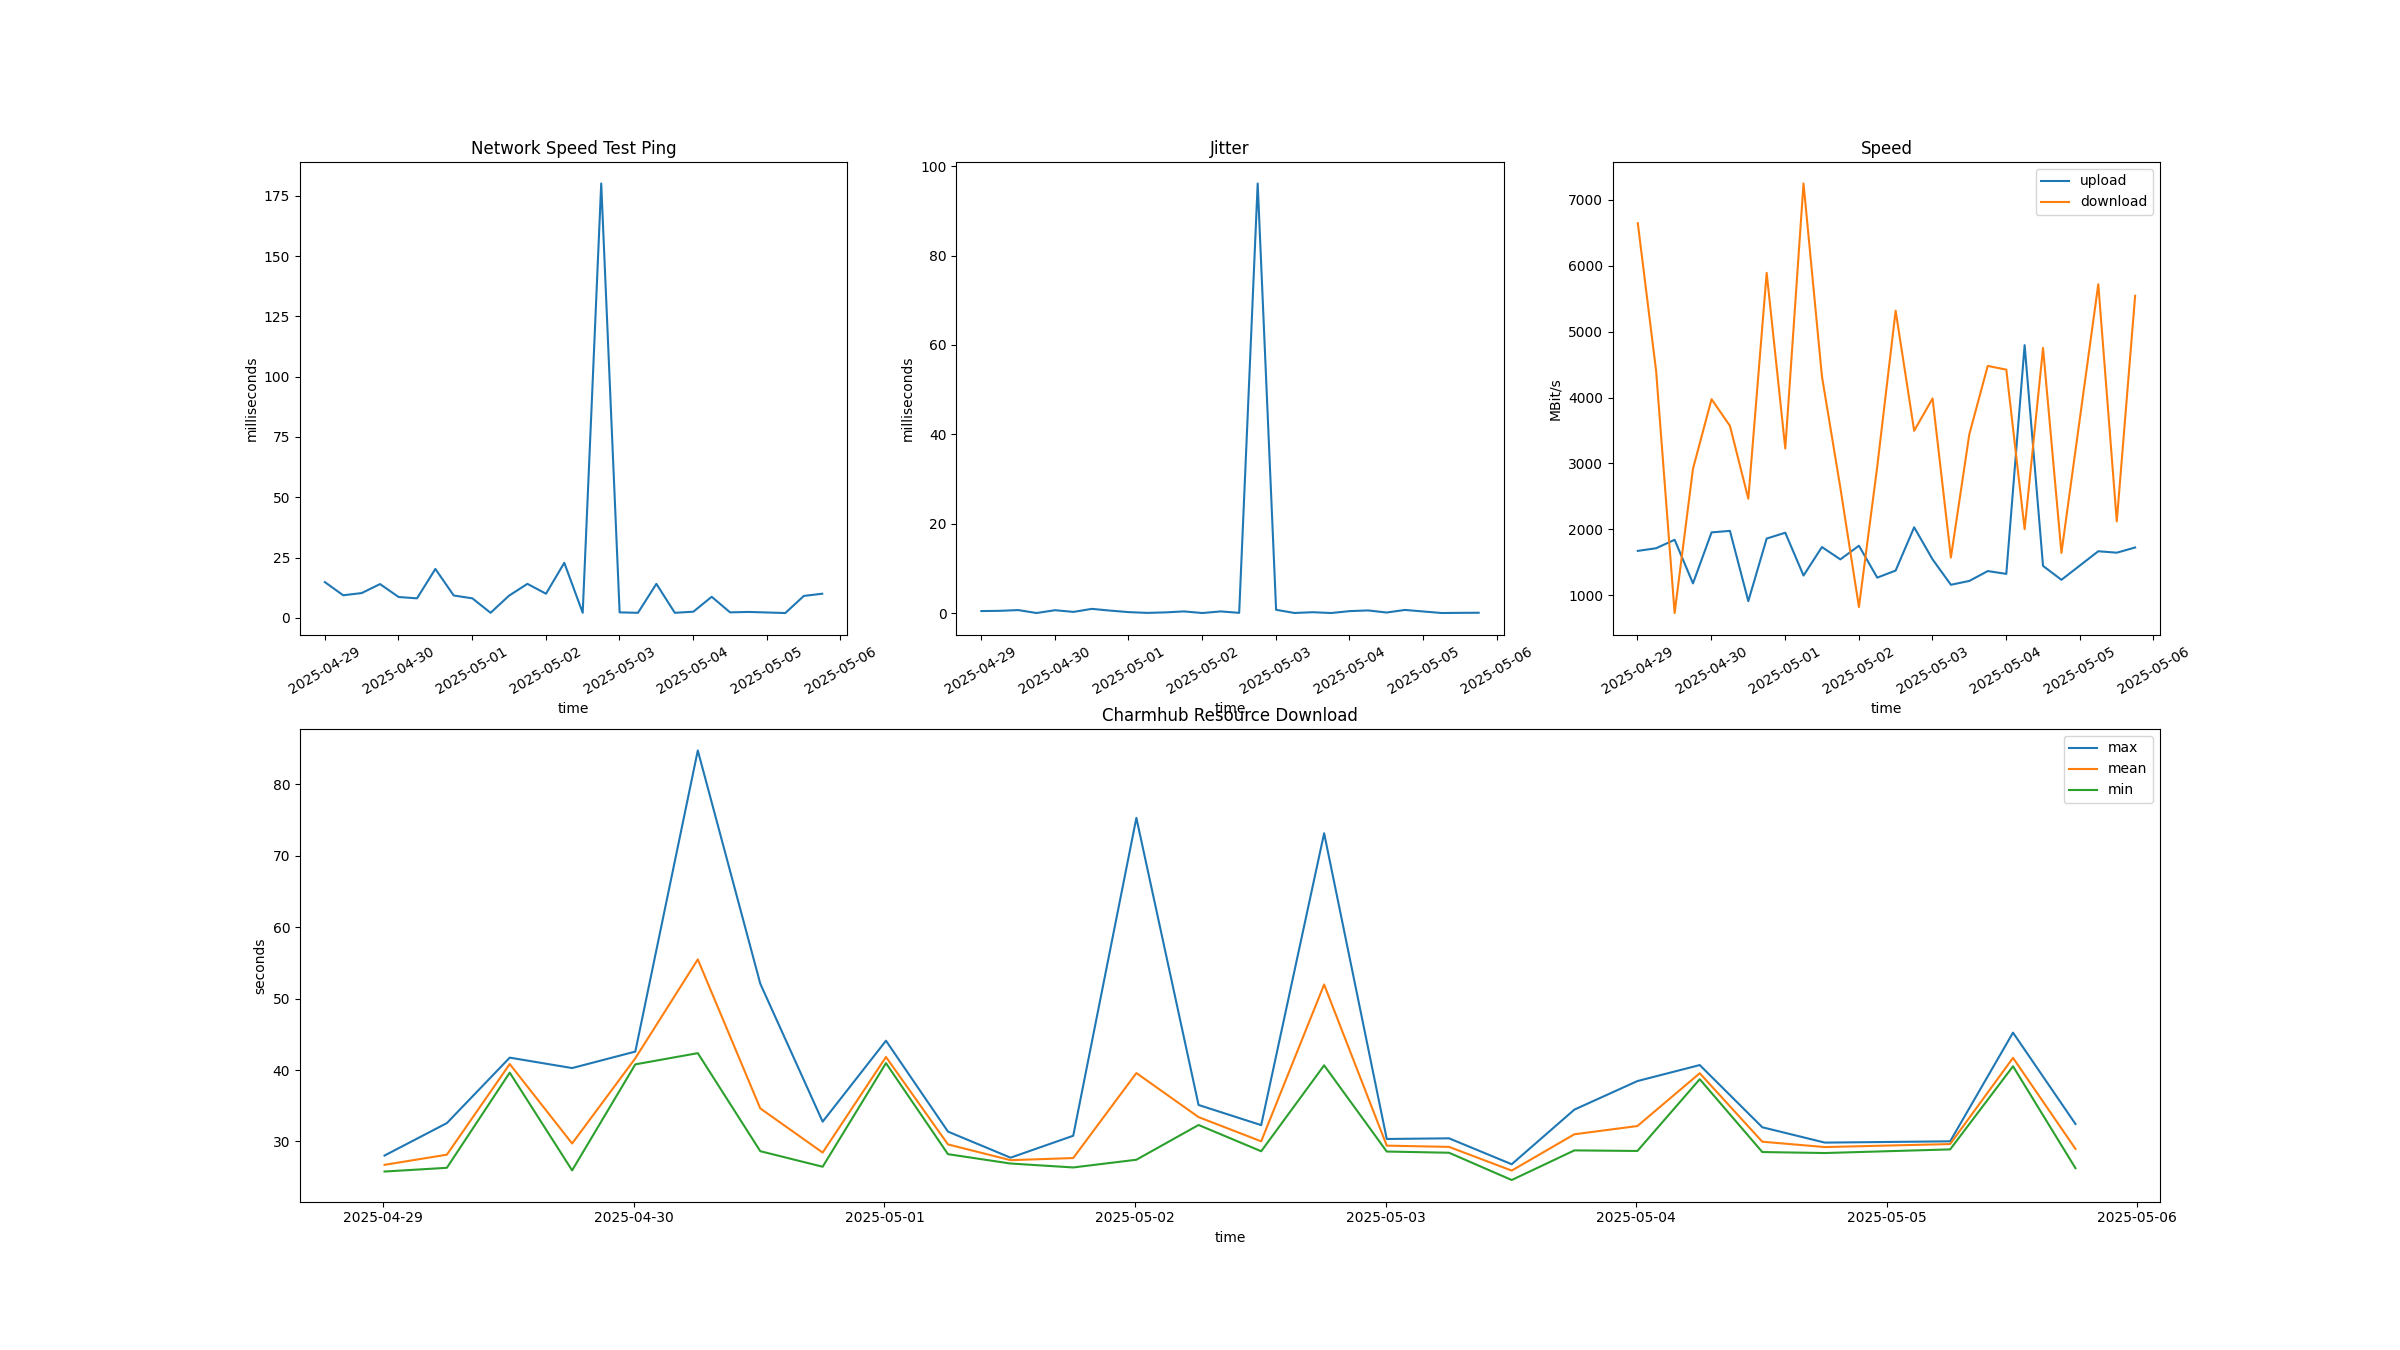 Network Speed Test Ping
milliseconds
175
150
125
100
75
50
25
0
2025-04-29 2025-04-30 2025-05-01 2025-05-02 2025-05-03 2025-05-04 2025-05-05 2025-05-06
time
Jitter
milliseconds
100
80
60
40
20
0
2025-04-29 2025-04-30 2025-05-01 2025-05-02 2025-05-03 2025-05-04 2025-05-05 2025-05-06
time
Speed
MBit/s
7000
6000
5000
4000
3000
2000
1000
upload
download
2025-04-29 2025-04-30 2025-05-01 2025-05-02 2025-05-03 2025-05-04 2025-05-05 2025-05-06
time
Charmhub Resource Download
seconds
80
70
60
50
40
30
max
mean
min
2025-04-29 2025-04-30 2025-05-01 2025-05-02 2025-05-03 2025-05-04 2025-05-05 2025-05-06
time